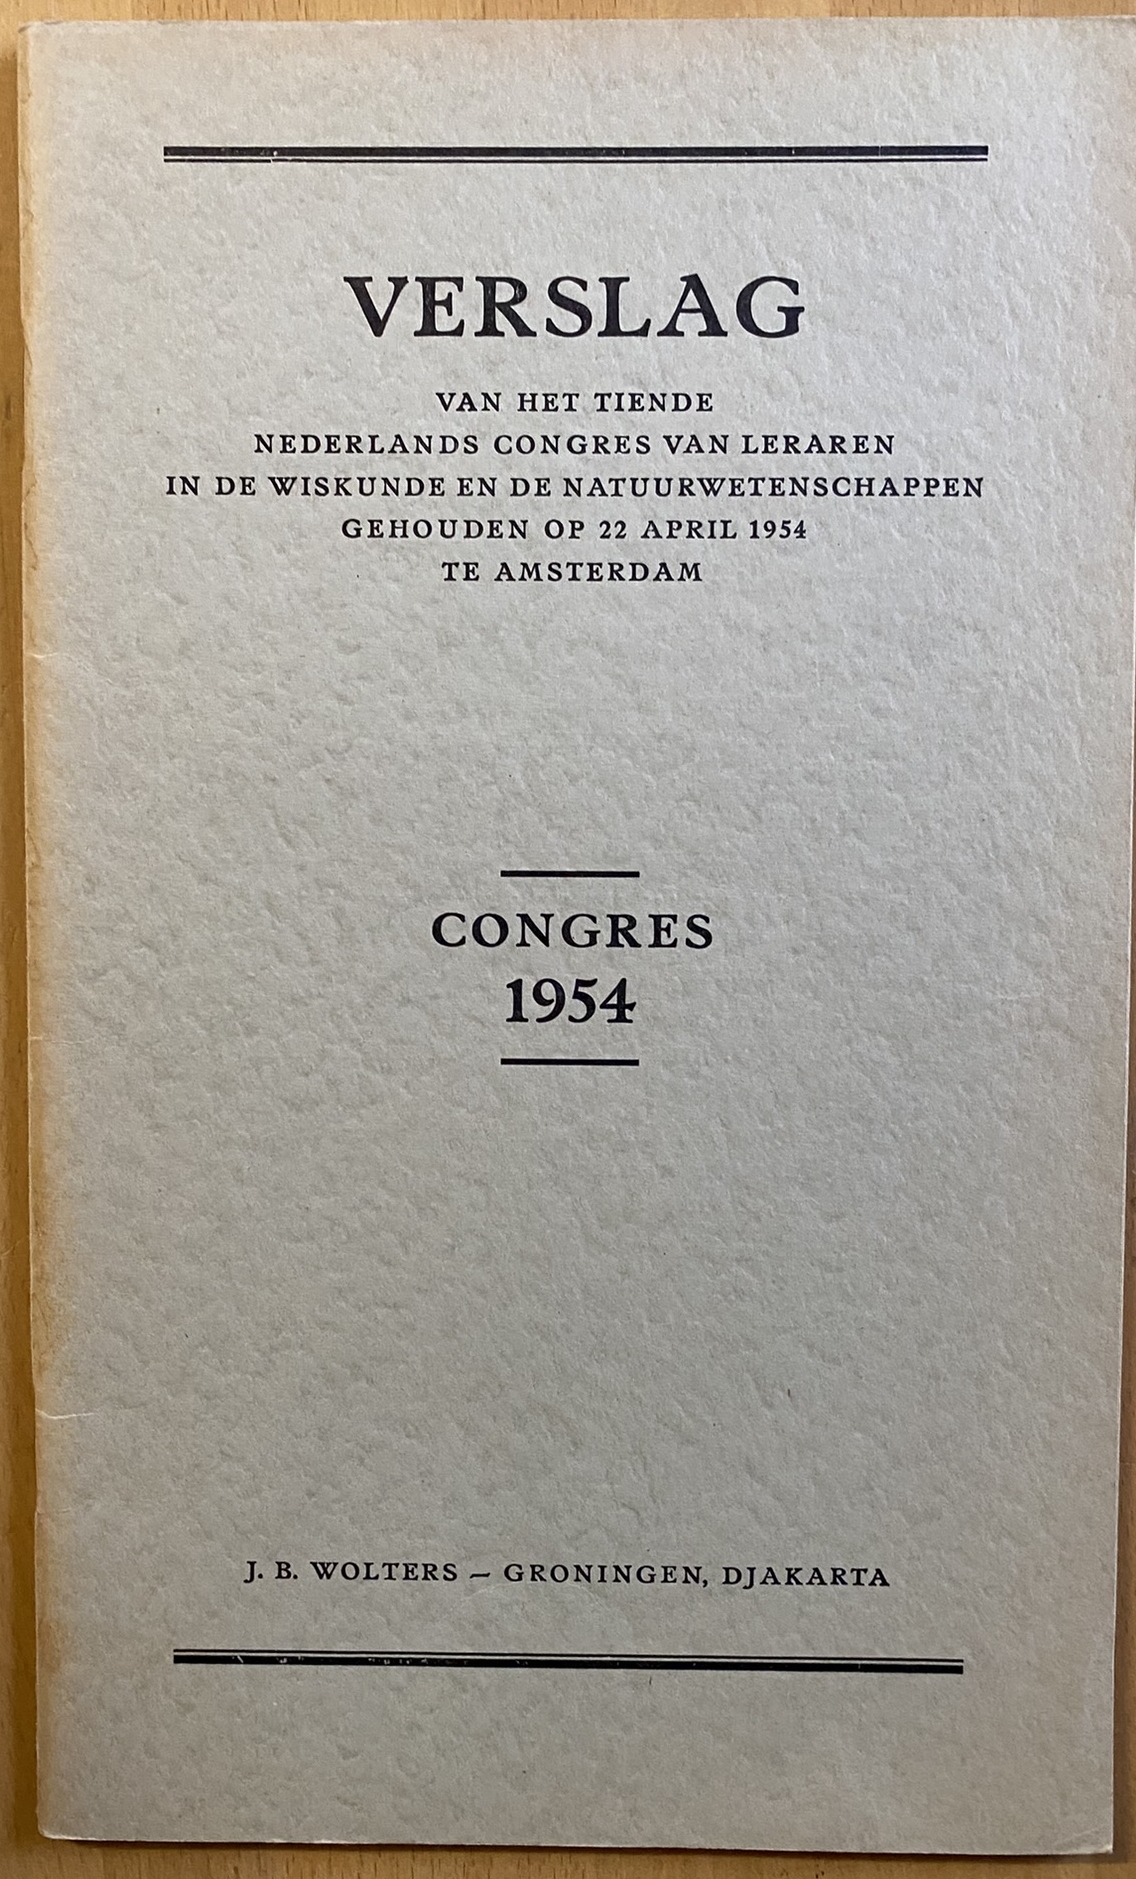 VERSLAG
VAN HET TIENDE
NEDERLANDS CONGRES VAN LERAREN
IN DE WISKUNDE EN DE NATUURWETENSCHAPPEN
GEHOUDEN OP 22 APRIL 1954
TE AMSTERDAM
CONGRES
1954
J. B. WOLTERS — GRONINGEN, DJAKARTA